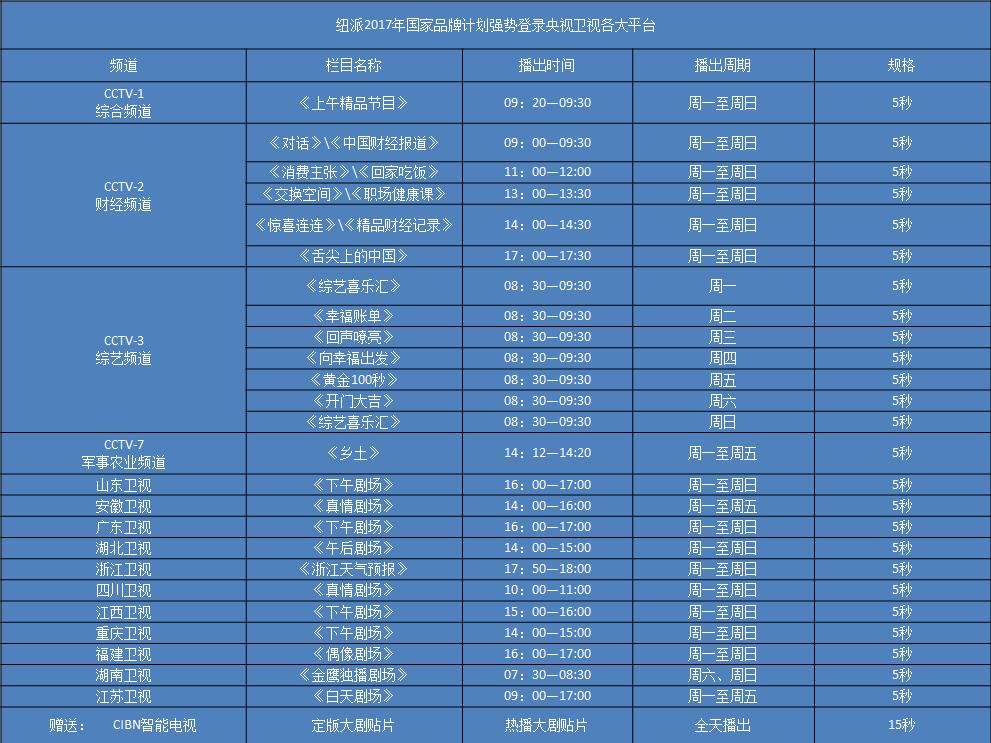 纽派2017年国家品牌计划强势登录央视卫视各大平台
频道 栏目名称 播出时间 播出周期 规格
CCTV-1
综合频道 《上午精品节目》 09：20—09:30 周一至周日 5秒
CCTV-2
财经频道
《对话》\《中国财经报道》 09：00—09:30 周一至周日 5秒
《消费主张》\《回家吃饭》 11：00—12:00 周一至周日 5秒
《交换空间》\《职场健康课》 13：00—13:30 周一至周日 5秒
《惊喜连连》\《精品财经记录》 14：00—14:30 周一至周日 5秒
《舌尖上的中国》 17：00—17:30 周一至周日 5秒
CCTV-3
综艺频道
《综艺喜乐汇》 08：30—09:30 周一 5秒
《幸福账单》 08：30—09:30 周二 5秒
《回声嘹亮》 08：30—09:30 周三 5秒
《向幸福出发》 08：30—09:30 周四 5秒
《黄金100秒》 08：30—09:30 周五 5秒
《开门大吉》 08：30—09:30 周六 5秒
《综艺喜乐汇》 08：30—09:30 周日 5秒
CCTV-7
军事农业频道 《乡土》 14：12—14:20 周一至周五 5秒
山东卫视 《下午剧场》 16：00—17:00 周一至周日 5秒
安徽卫视 《真情剧场》 14：00—16:00 周一至周五 5秒
广东卫视 《下午剧场》 16：00—17:00 周一至周日 5秒
湖北卫视 《午后剧场》 14：00—15:00 周一至周日 5秒
浙江卫视 《浙江天气预报》 17：50—18:00 周一至周日 5秒
四川卫视 《真情剧场》 10：00—11:00 周一至周日 5秒
江西卫视 《下午剧场》 15：00—16:00 周一至周日 5秒
重庆卫视 《下午剧场》 14：00—15:00 周一至周日 5秒
福建卫视 《偶像剧场》 16：00—17:00 周一至周日 5秒
湖南卫视 《金鹰独播剧场》 07：30—08:30 周六、周日 5秒
江苏卫视 《白天剧场》 09：00—17:00 周一至周五 5秒
赠送： CIBN智能电视 定版大剧贴片 热播大剧贴片 全天播出 15秒